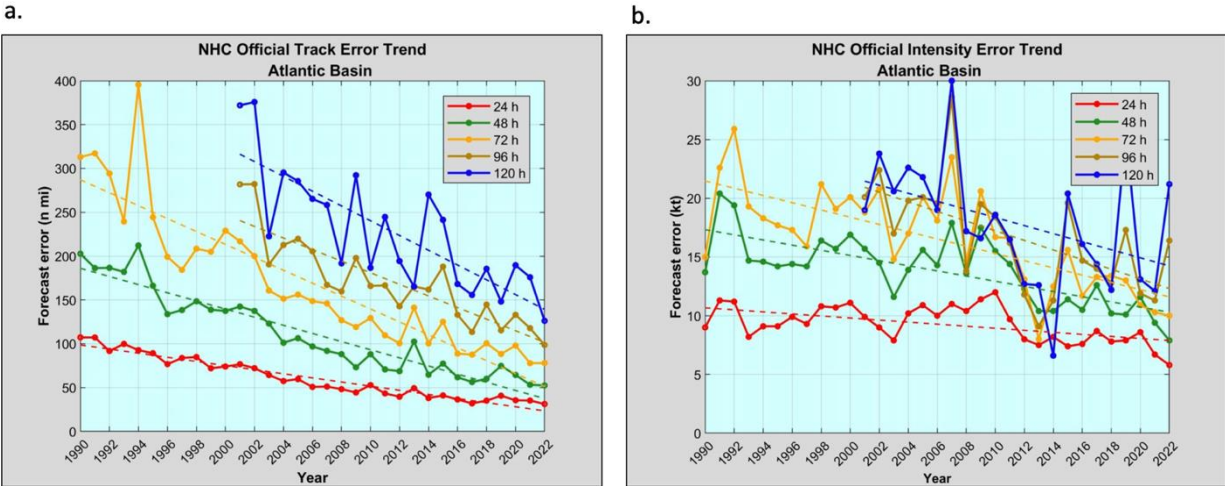 a.
NHC Official Track Error Trend
Atlantic Basin
400
350
300
250
200
150
100
50
0
Forecast error (n mi)
24 h
48 h
72 h
96 h
120 h
1990
1992
1994
1996
1998
2000
2002
2004
2006
2008
2010
2012
2014
2016
2018
2020
2022
Year
b.
NHC Official Intensity Error Trend
Atlantic Basin
30
25
20
15
10
5
0
Forecast error (kt)
24 h
48 h
72 h
96 h
120 h
1990
1992
1994
1996
1998
2000
2002
2004
2006
2008
2010
2012
2014
2016
2018
2020
2022
Year